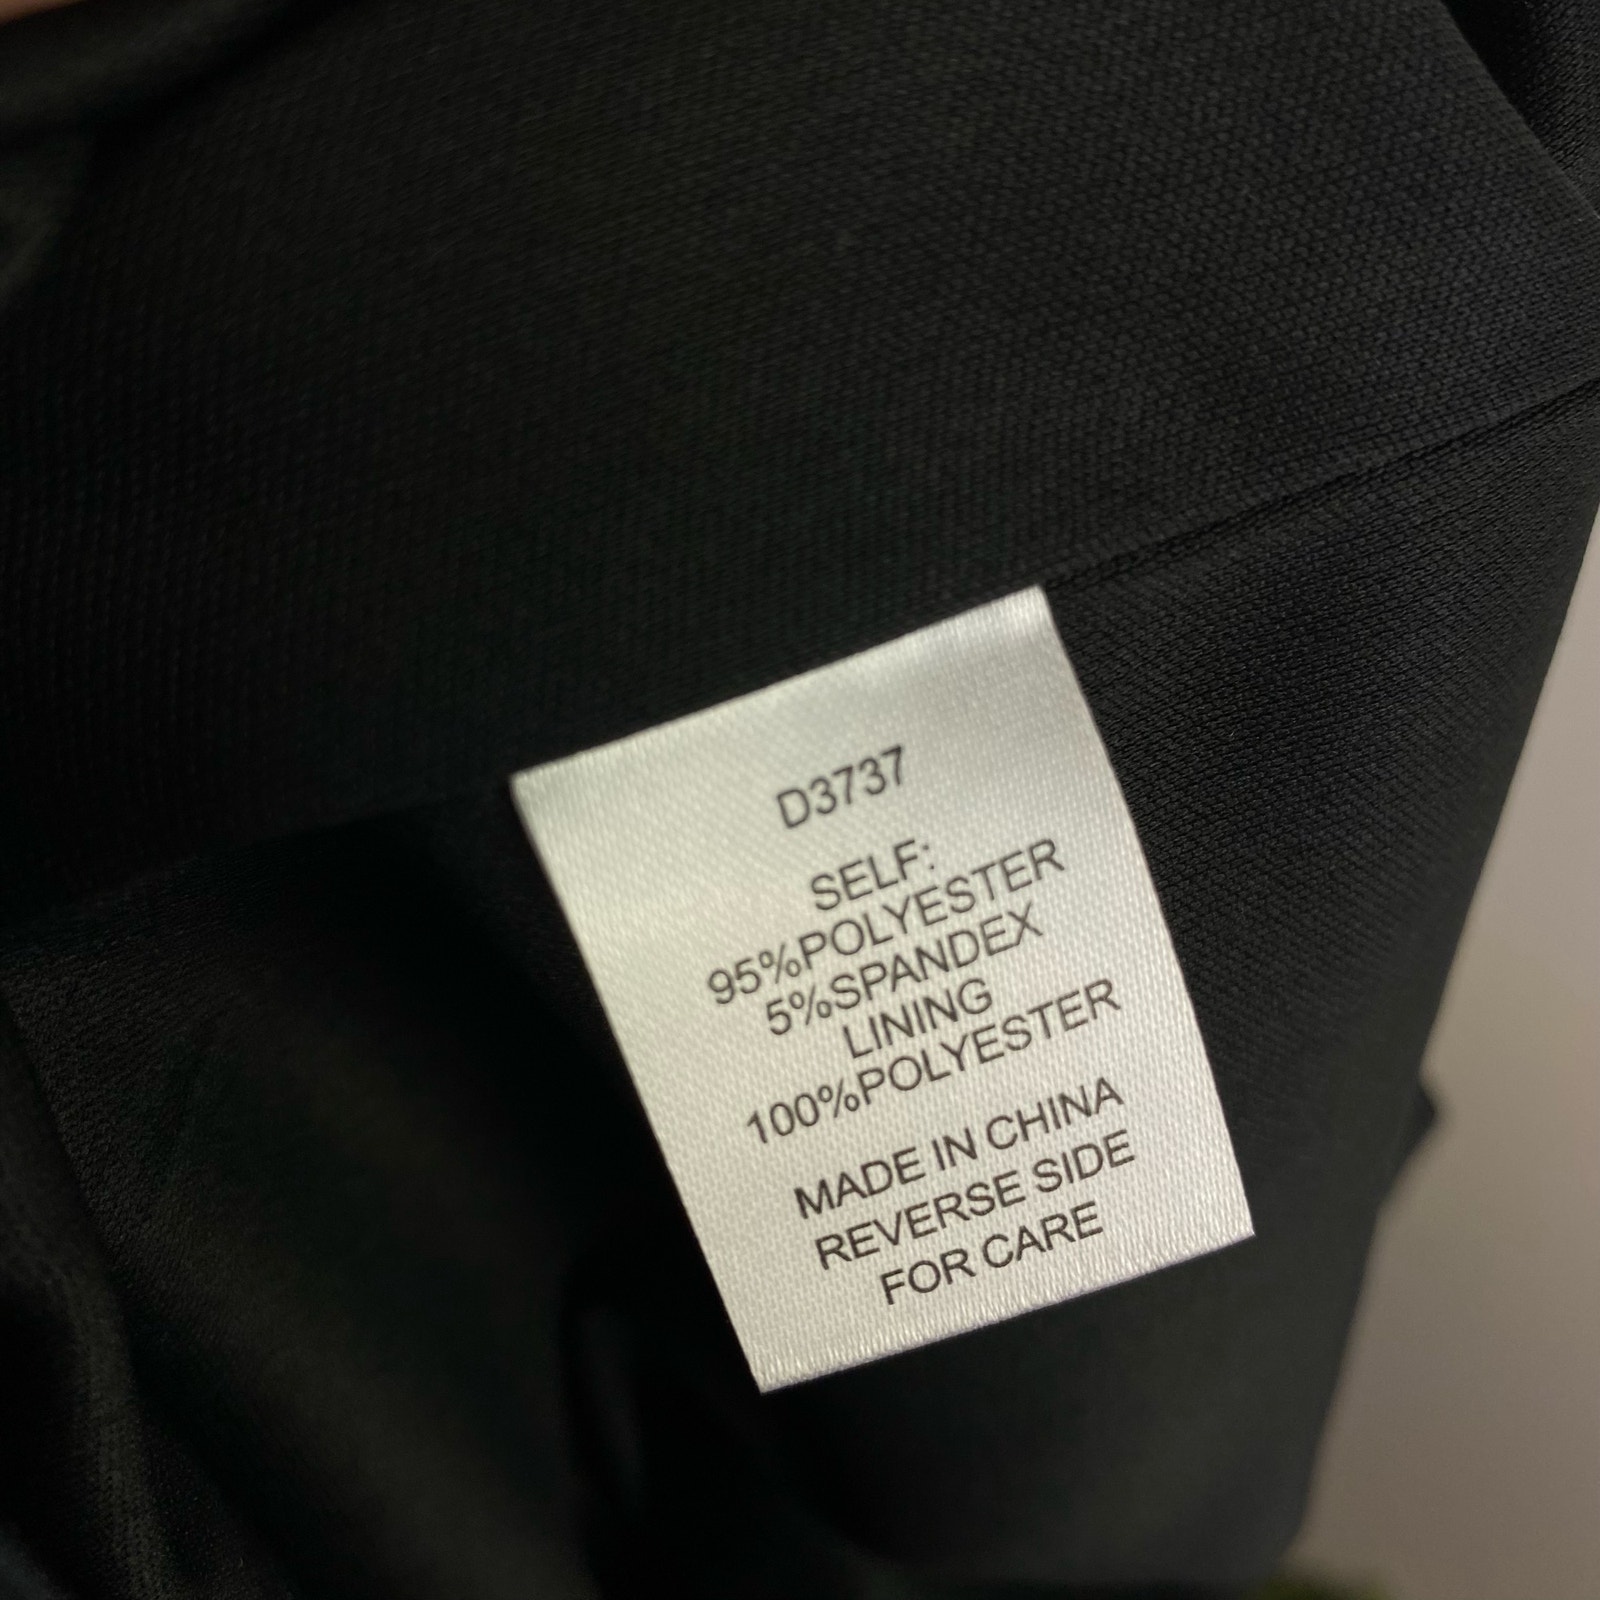 D3737
SELF:
95%POLYESTER
5%SPANDEX
LINING
100%POLYESTER
MADE IN CHINA
REVERSE SIDE
FOR CARE